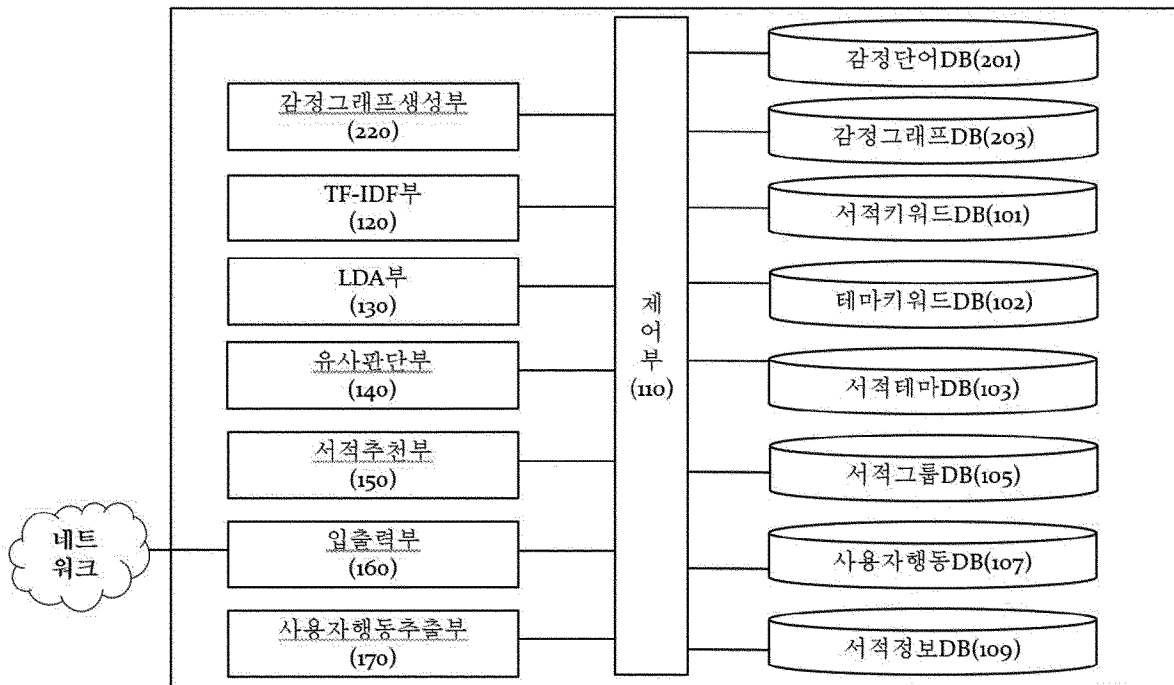 감정그래프생성부
(220)
TF-IDF부
(120)
LDA부
(130)
유사판단부
(140)
서적추천부
(150)
입출력부
(160)
사용자행동추출부
(170)
네트
워크
제
어
부
(110)
감정단어DB(201)
감정그래프DB(203)
서적키워드DB(101)
테마키워드DB(102)
서적테마DB(103)
서적그룹DB(105)
사용자행동DB(107)
서적정보DB(109)